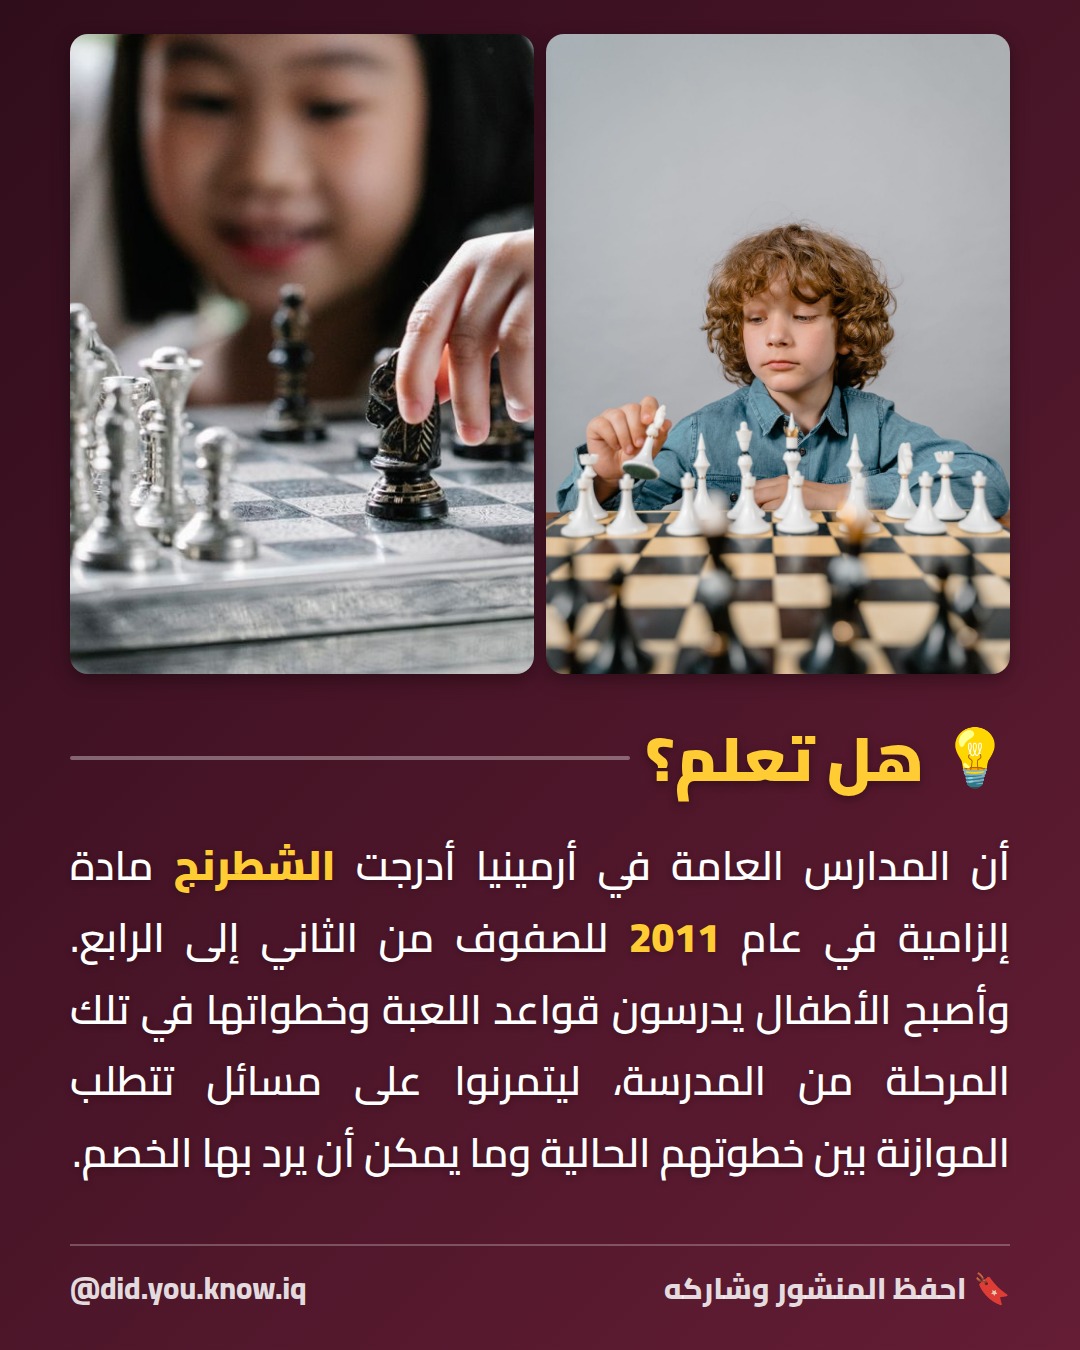 💡 هل تعلم؟
أن المدارس العامة في أرمينيا أدرجت الشطرنج مادة
إلزامية في عام 2011 للصفوف من الثاني إلى الرابع.
وأصبح الأطفال يدرسون قواعد اللعبة وخطواتها في تلك
المرحلة من المدرسة، ليتمرنوا على مسائل تتطلب
الموازنة بين خطوتهم الحالية وما يمكن أن يرد بها الخصم.
🔖 احفظ المنشور وشاركه
@did.you.know.iq